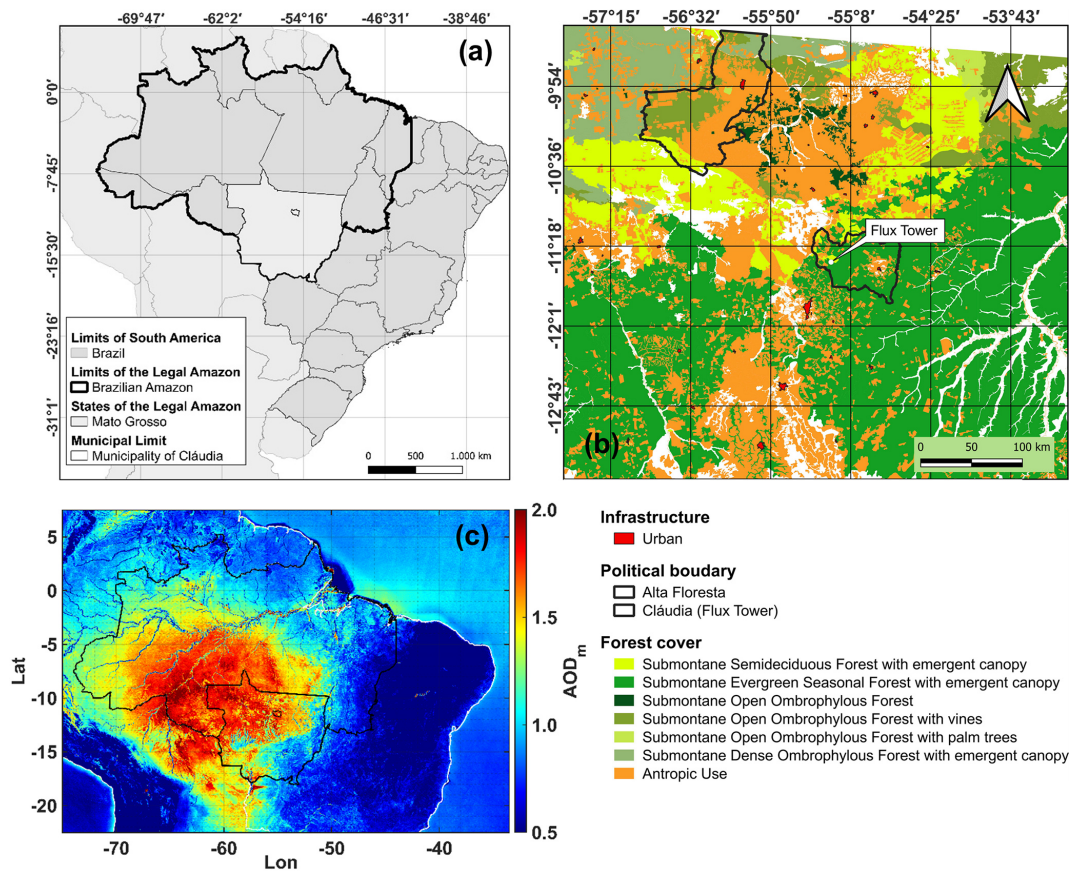 -69°47' -62°2' -54°16' -46°31' -38°46'
(a)
0°0'
-7°45'
-15°30'
-23°16'
-31°1'
Limits of South America
Brazil
Limits of the Legal Amazon
Brazilian Amazon
States of the Legal Amazon
Mato Grosso
Municipal Limit
Municipality of Cláudia
0 500 1.000 km
-57°15' -56°32' -55°50' -55°8' -54°25' -53°43'
-9°54'
-10°36'
-11°18'
-12°1'
-12°43'
Flux Tower
(b)
0 50 100 km
(c)
5
0
-5
-10
-15
-20
Lat
-70 -60 -50 -40
Lon
2.0
1.5
1.0
0.5
AODm
Infrastructure
Urban
Political boudary
Alta Floresta
Cláudia (Flux Tower)
Forest cover
Submontane Semideciduous Forest with emergent canopy
Submontane Evergreen Seasonal Forest with emergent canopy
Submontane Open Ombrophylous Forest
Submontane Open Ombrophylous Forest with vines
Submontane Open Ombrophylous Forest with palm trees
Submontane Dense Ombrophylous Forest with emergent canopy
Antropic Use